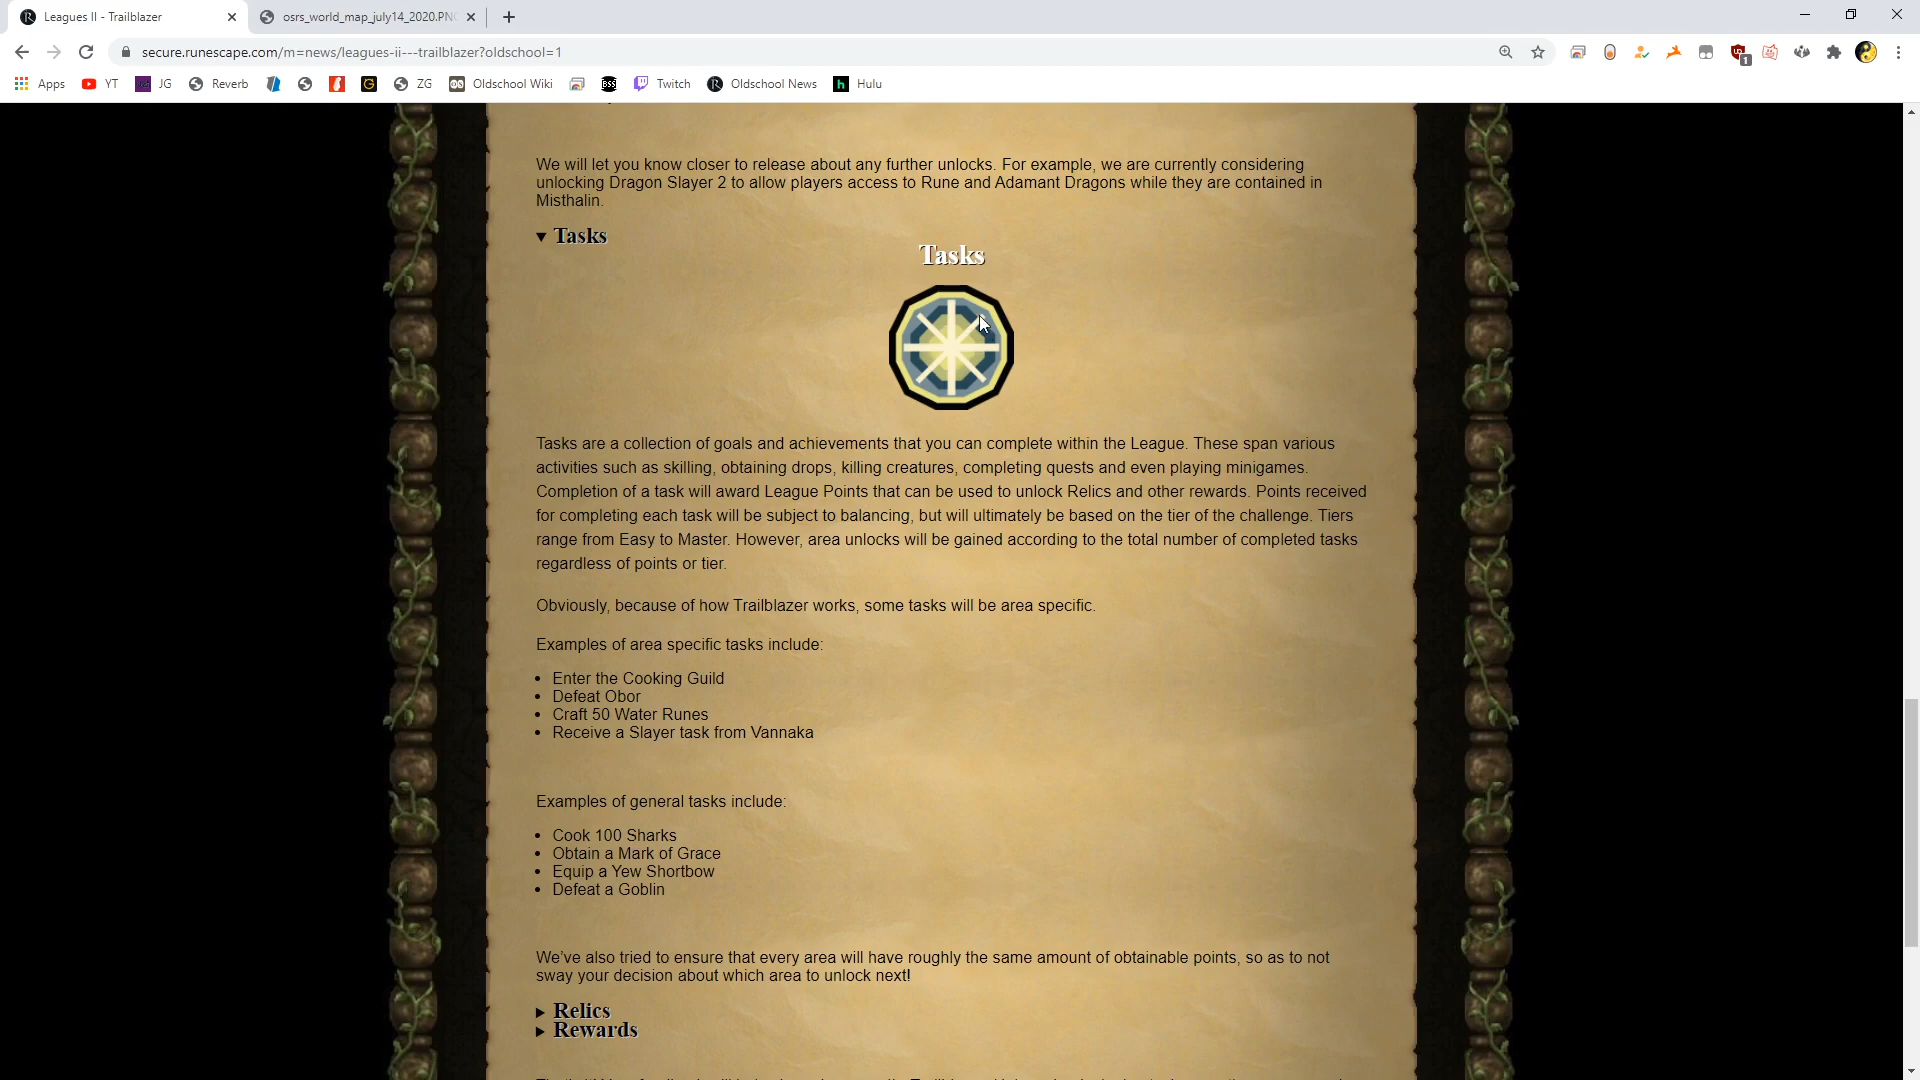 Leagues II - Trailblazer
osrs_world_map_july14_2020.PNG
secure.runescape.com/m=news/leagues-ii---trailblazer?oldschool=1
Apps YT JG Reverb ZG Oldschool Wiki BSS Twitch Oldschool News Hulu
We will let you know closer to release about any further unlocks. For example, we are currently considering
unlocking Dragon Slayer 2 to allow players access to Rune and Adamant Dragons while they are contained in
Misthalin.
Tasks
Tasks
Tasks are a collection of goals and achievements that you can complete within the League. These span various
activities such as skilling, obtaining drops, killing creatures, completing quests and even playing minigames.
Completion of a task will award League Points that can be used to unlock Relics and other rewards. Points received
for completing each task will be subject to balancing, but will ultimately be based on the tier of the challenge. Tiers
range from Easy to Master. However, area unlocks will be gained according to the total number of completed tasks
regardless of points or tier.
Obviously, because of how Trailblazer works, some tasks will be area specific.
Examples of area specific tasks include:
• Enter the Cooking Guild
• Defeat Obor
• Craft 50 Water Runes
• Receive a Slayer task from Vannaka
Examples of general tasks include:
• Cook 100 Sharks
• Obtain a Mark of Grace
• Equip a Yew Shortbow
• Defeat a Goblin
We've also tried to ensure that every area will have roughly the same amount of obtainable points, so as to not
sway your decision about which area to unlock next!
Relics
Rewards